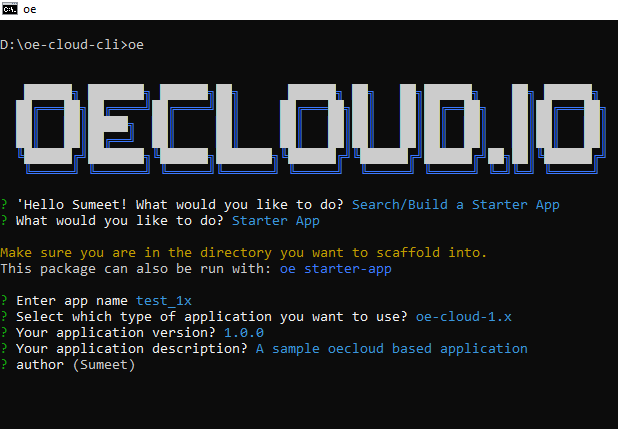 oe
D:\oe-cloud-cli>oe
OECLOUD.IO
? 'Hello Sumeet! What would you like to do? Search/Build a Starter App
? What would you like to do? Starter App
Make sure you are in the directory you want to scaffold into.
This package can also be run with: oe starter-app
? Enter app name test_1x
? Select which type of application you want to use? oe-cloud-1.x
? Your application version? 1.0.0
? Your application description? A sample oecloud based application
? author (Sumeet)